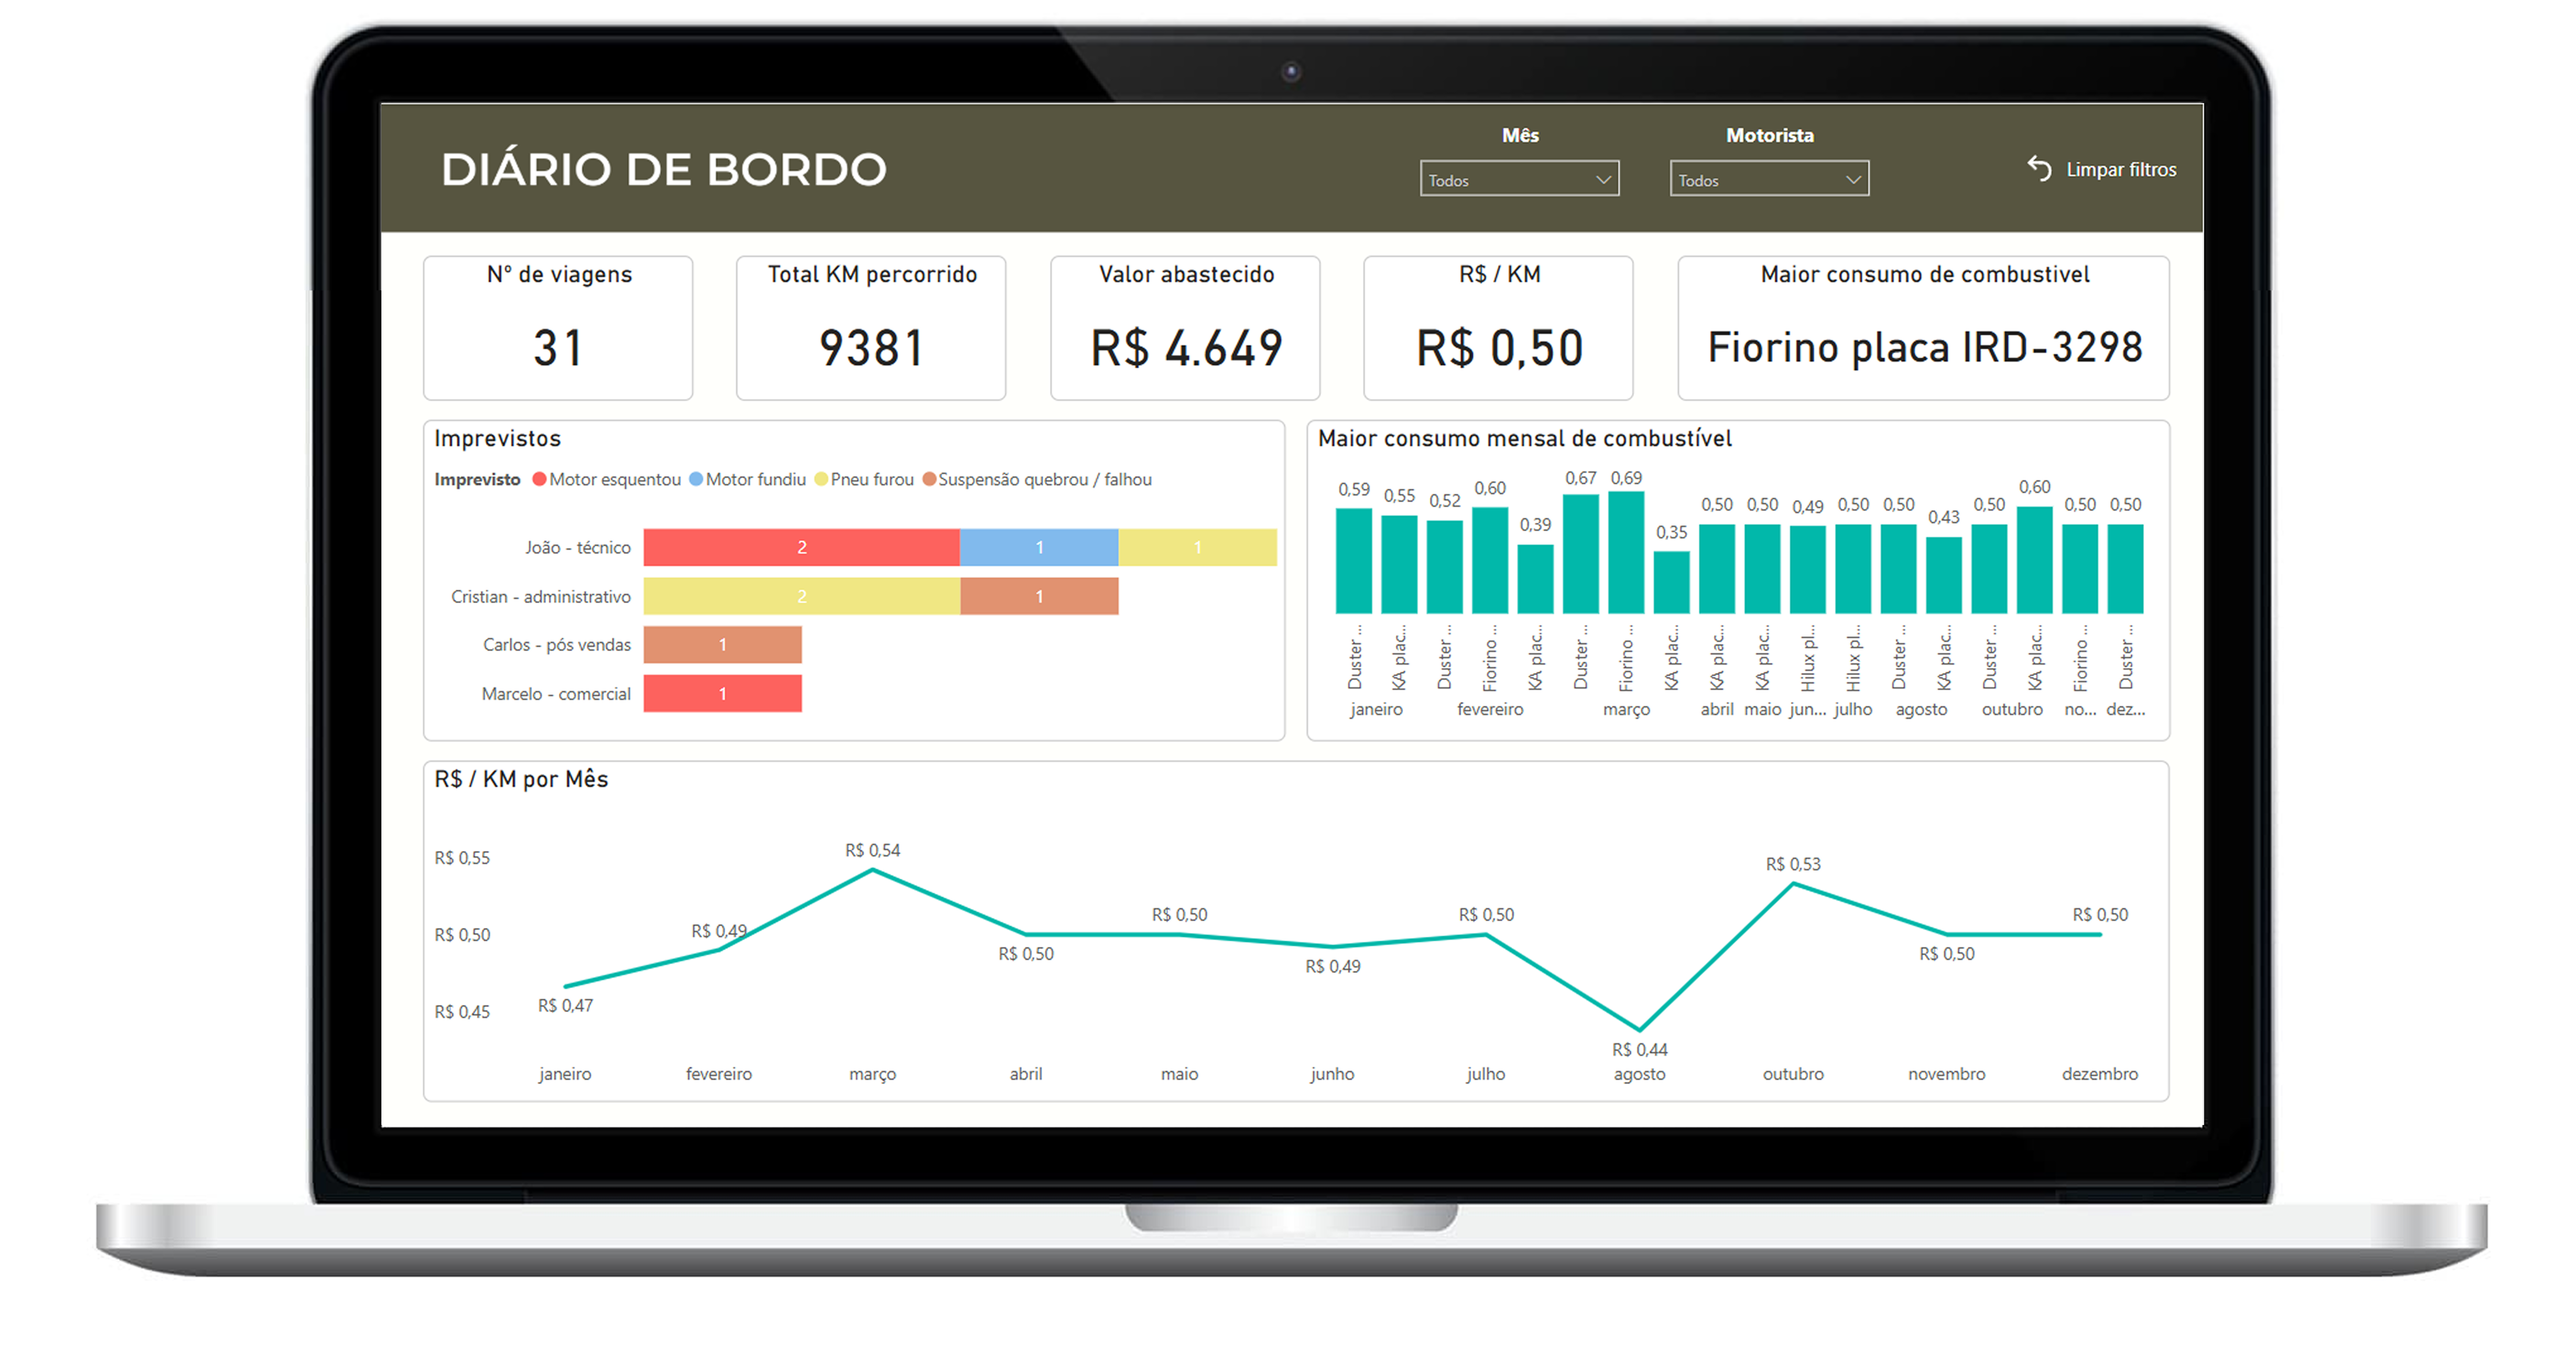 DIÁRIO DE BORDO
Mês
Motorista
Todos
Todos
Limpar filtros
Nº de viagens
31
Total KM percorrido
9381
Valor abastecido
R$ 4.649
R$ / KM
R$ 0,50
Maior consumo de combustivel
Fiorino placa IRD-3298
Imprevistos
Imprevisto Motor esquentou Motor fundiu Pneu furou Suspensão quebrou / falhou
João - técnico 2 1 1
Cristian - administrativo 2 1
Carlos - pós vendas 1
Marcelo - comercial 1
Maior consumo mensal de combustível
0,59 0,55 0,52 0,60 0,39 0,67 0,69 0,35 0,50 0,50 0,49 0,50 0,50 0,43 0,50 0,60 0,50 0,50
Duster ...
KA plac...
Duster ...
Fiorino ...
KA plac...
Duster ...
Fiorino ...
KA plac...
KA plac...
KA plac...
Hilux pl...
Hilux pl...
Duster ...
KA plac...
Duster ...
KA plac...
Fiorino ...
Duster ...
janeiro fevereiro março abril maio jun... julho agosto outubro no... dez...
R$ / KM por Mês
R$ 0,55
R$ 0,50
R$ 0,45
R$ 0,47
R$ 0,49
R$ 0,54
R$ 0,50
R$ 0,50
R$ 0,49
R$ 0,50
R$ 0,44
R$ 0,53
R$ 0,50
R$ 0,50
janeiro fevereiro março abril maio junho julho agosto outubro novembro dezembro